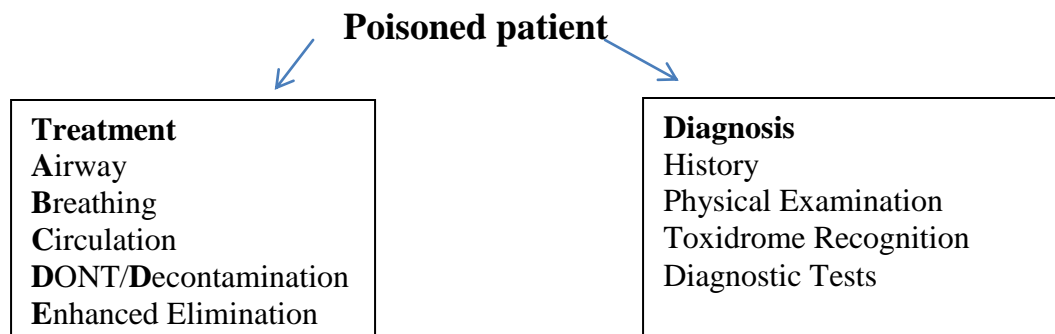 Poisoned patient
Treatment
Airway
Breathing
Circulation
DONT/Decontamination
Enhanced Elimination
Diagnosis
History
Physical Examination
Toxidrome Recognition
Diagnostic Tests